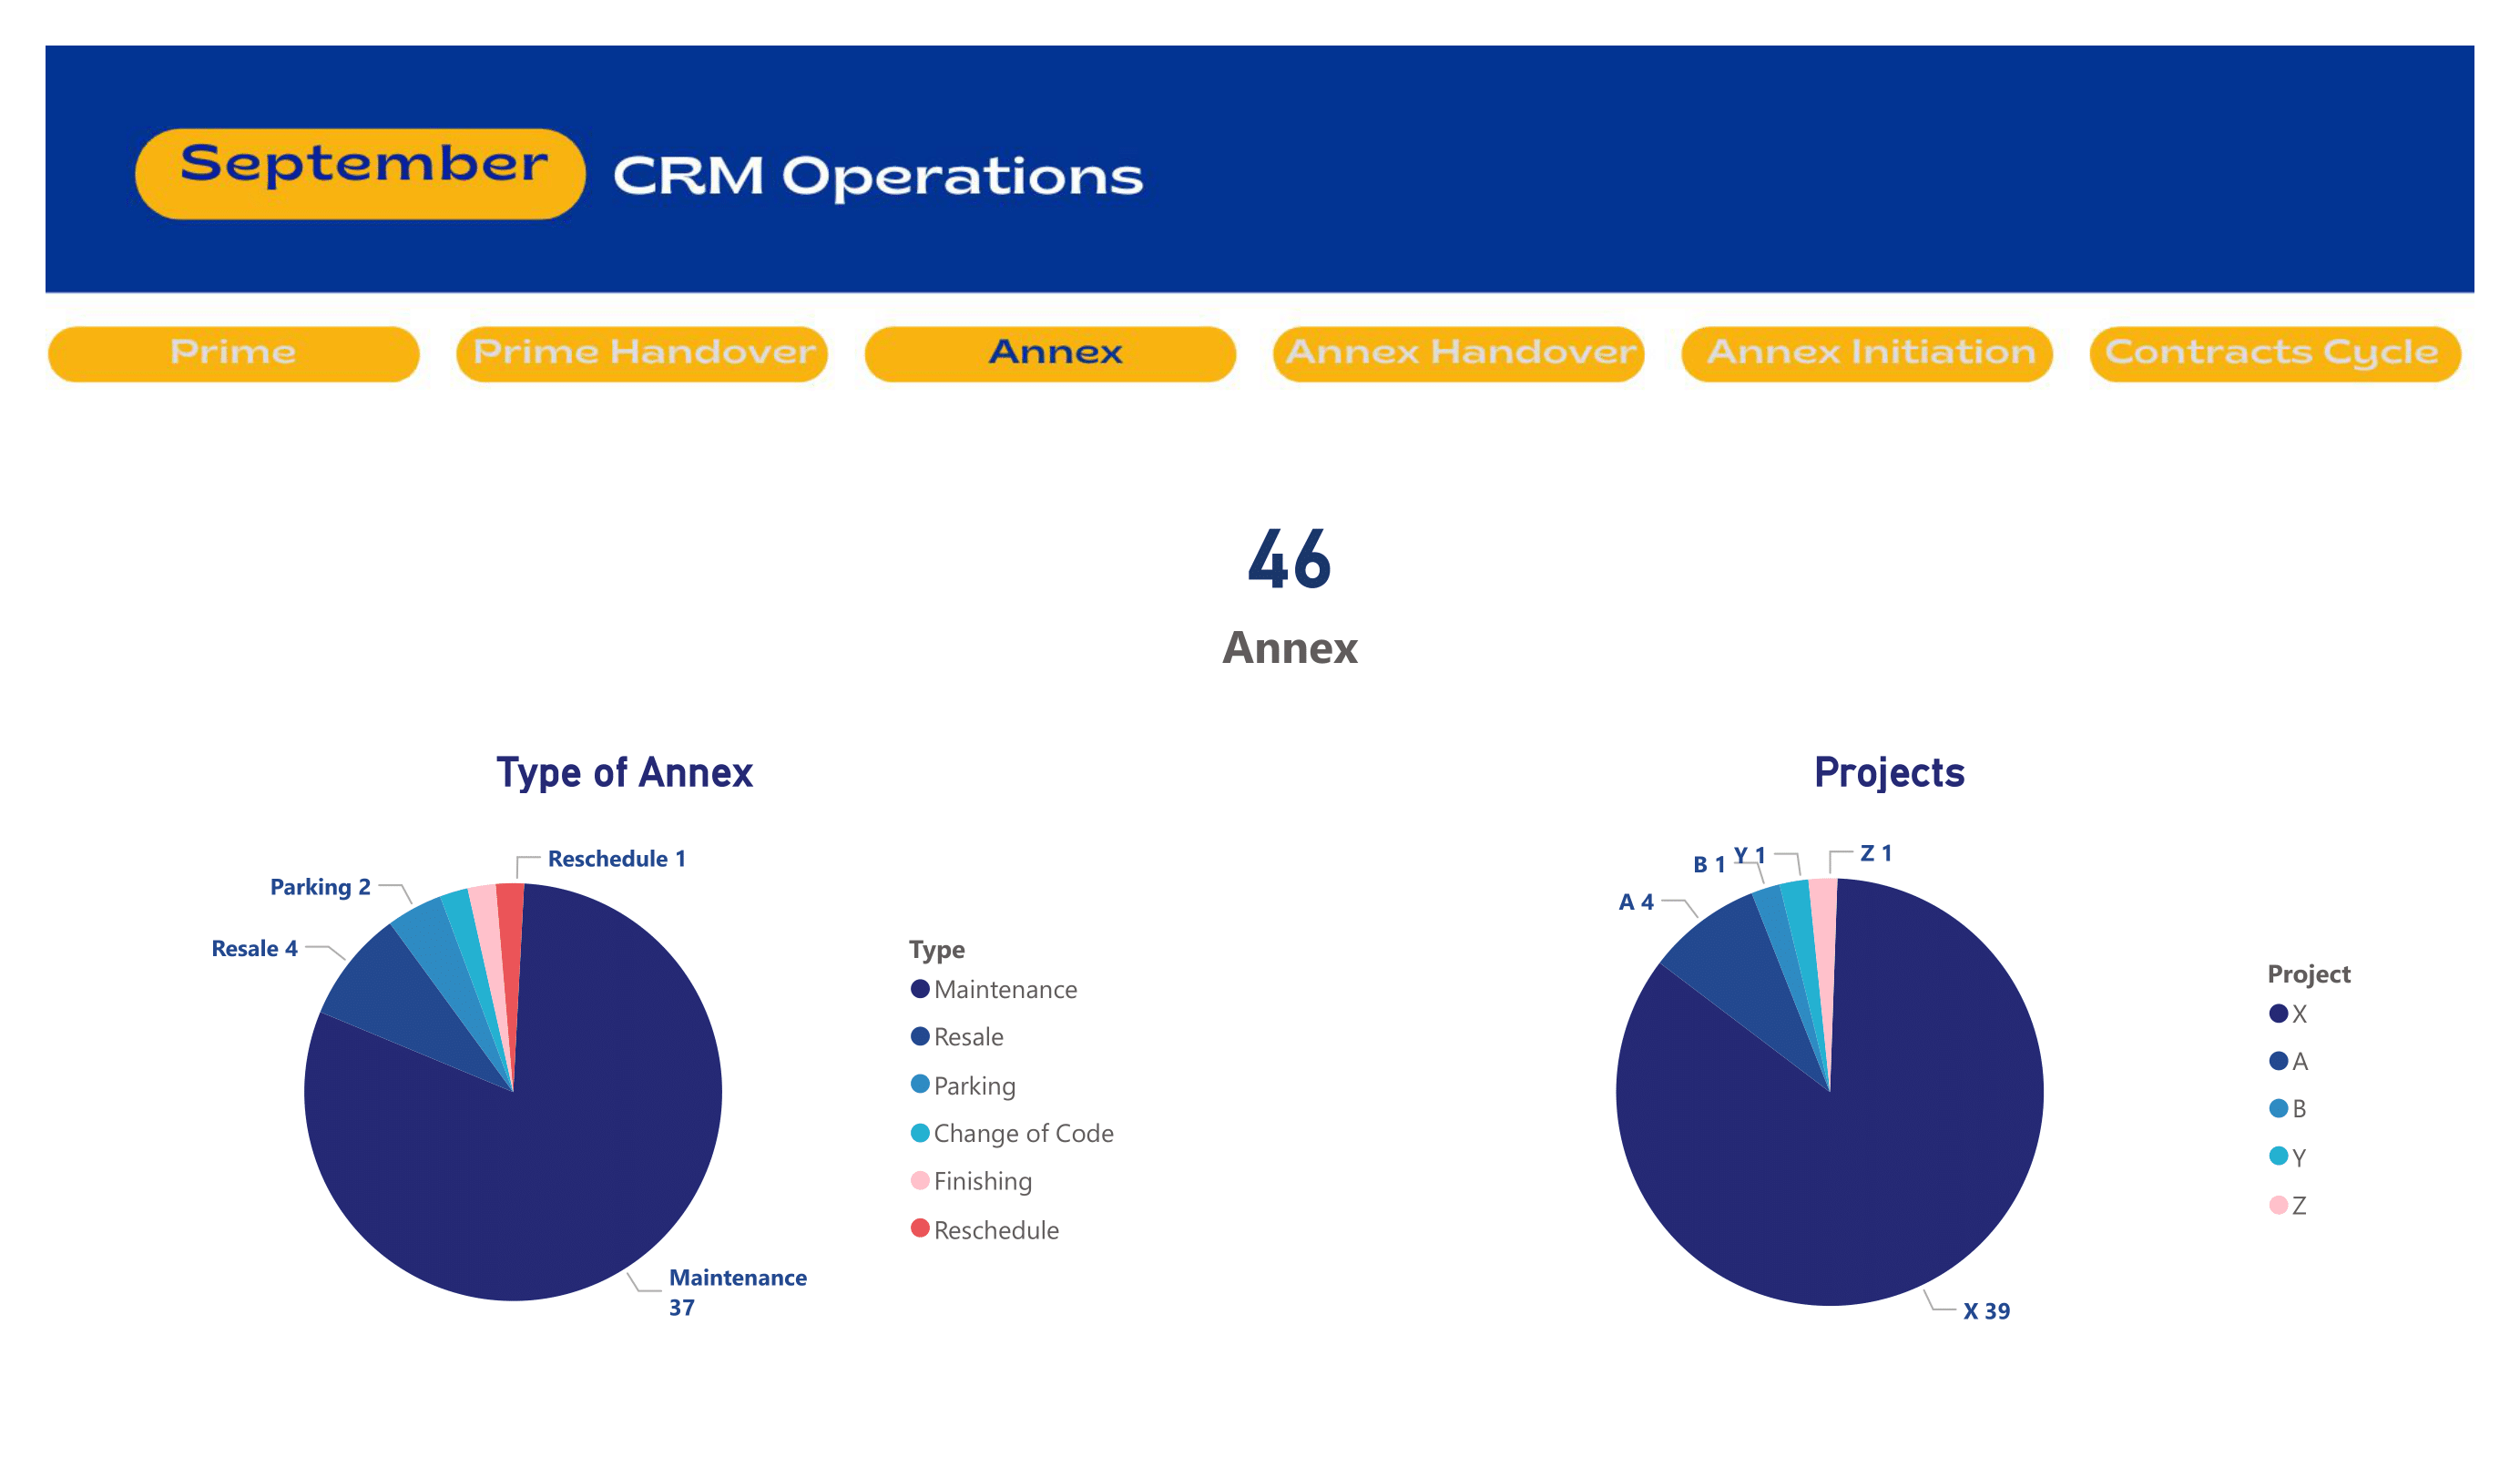 September CRM Operations
Prime Prime Handover Annex Annex Handover Annex Initiation Contracts Cycle
46
Annex
Type of Annex
Reschedule 1
Parking 2
Resale 4
Maintenance
37
Type
Maintenance
Resale
Parking
Change of Code
Finishing
Reschedule
Projects
Z 1
Y 1
B 1
A 4
X 39
Project
X
A
B
Y
Z